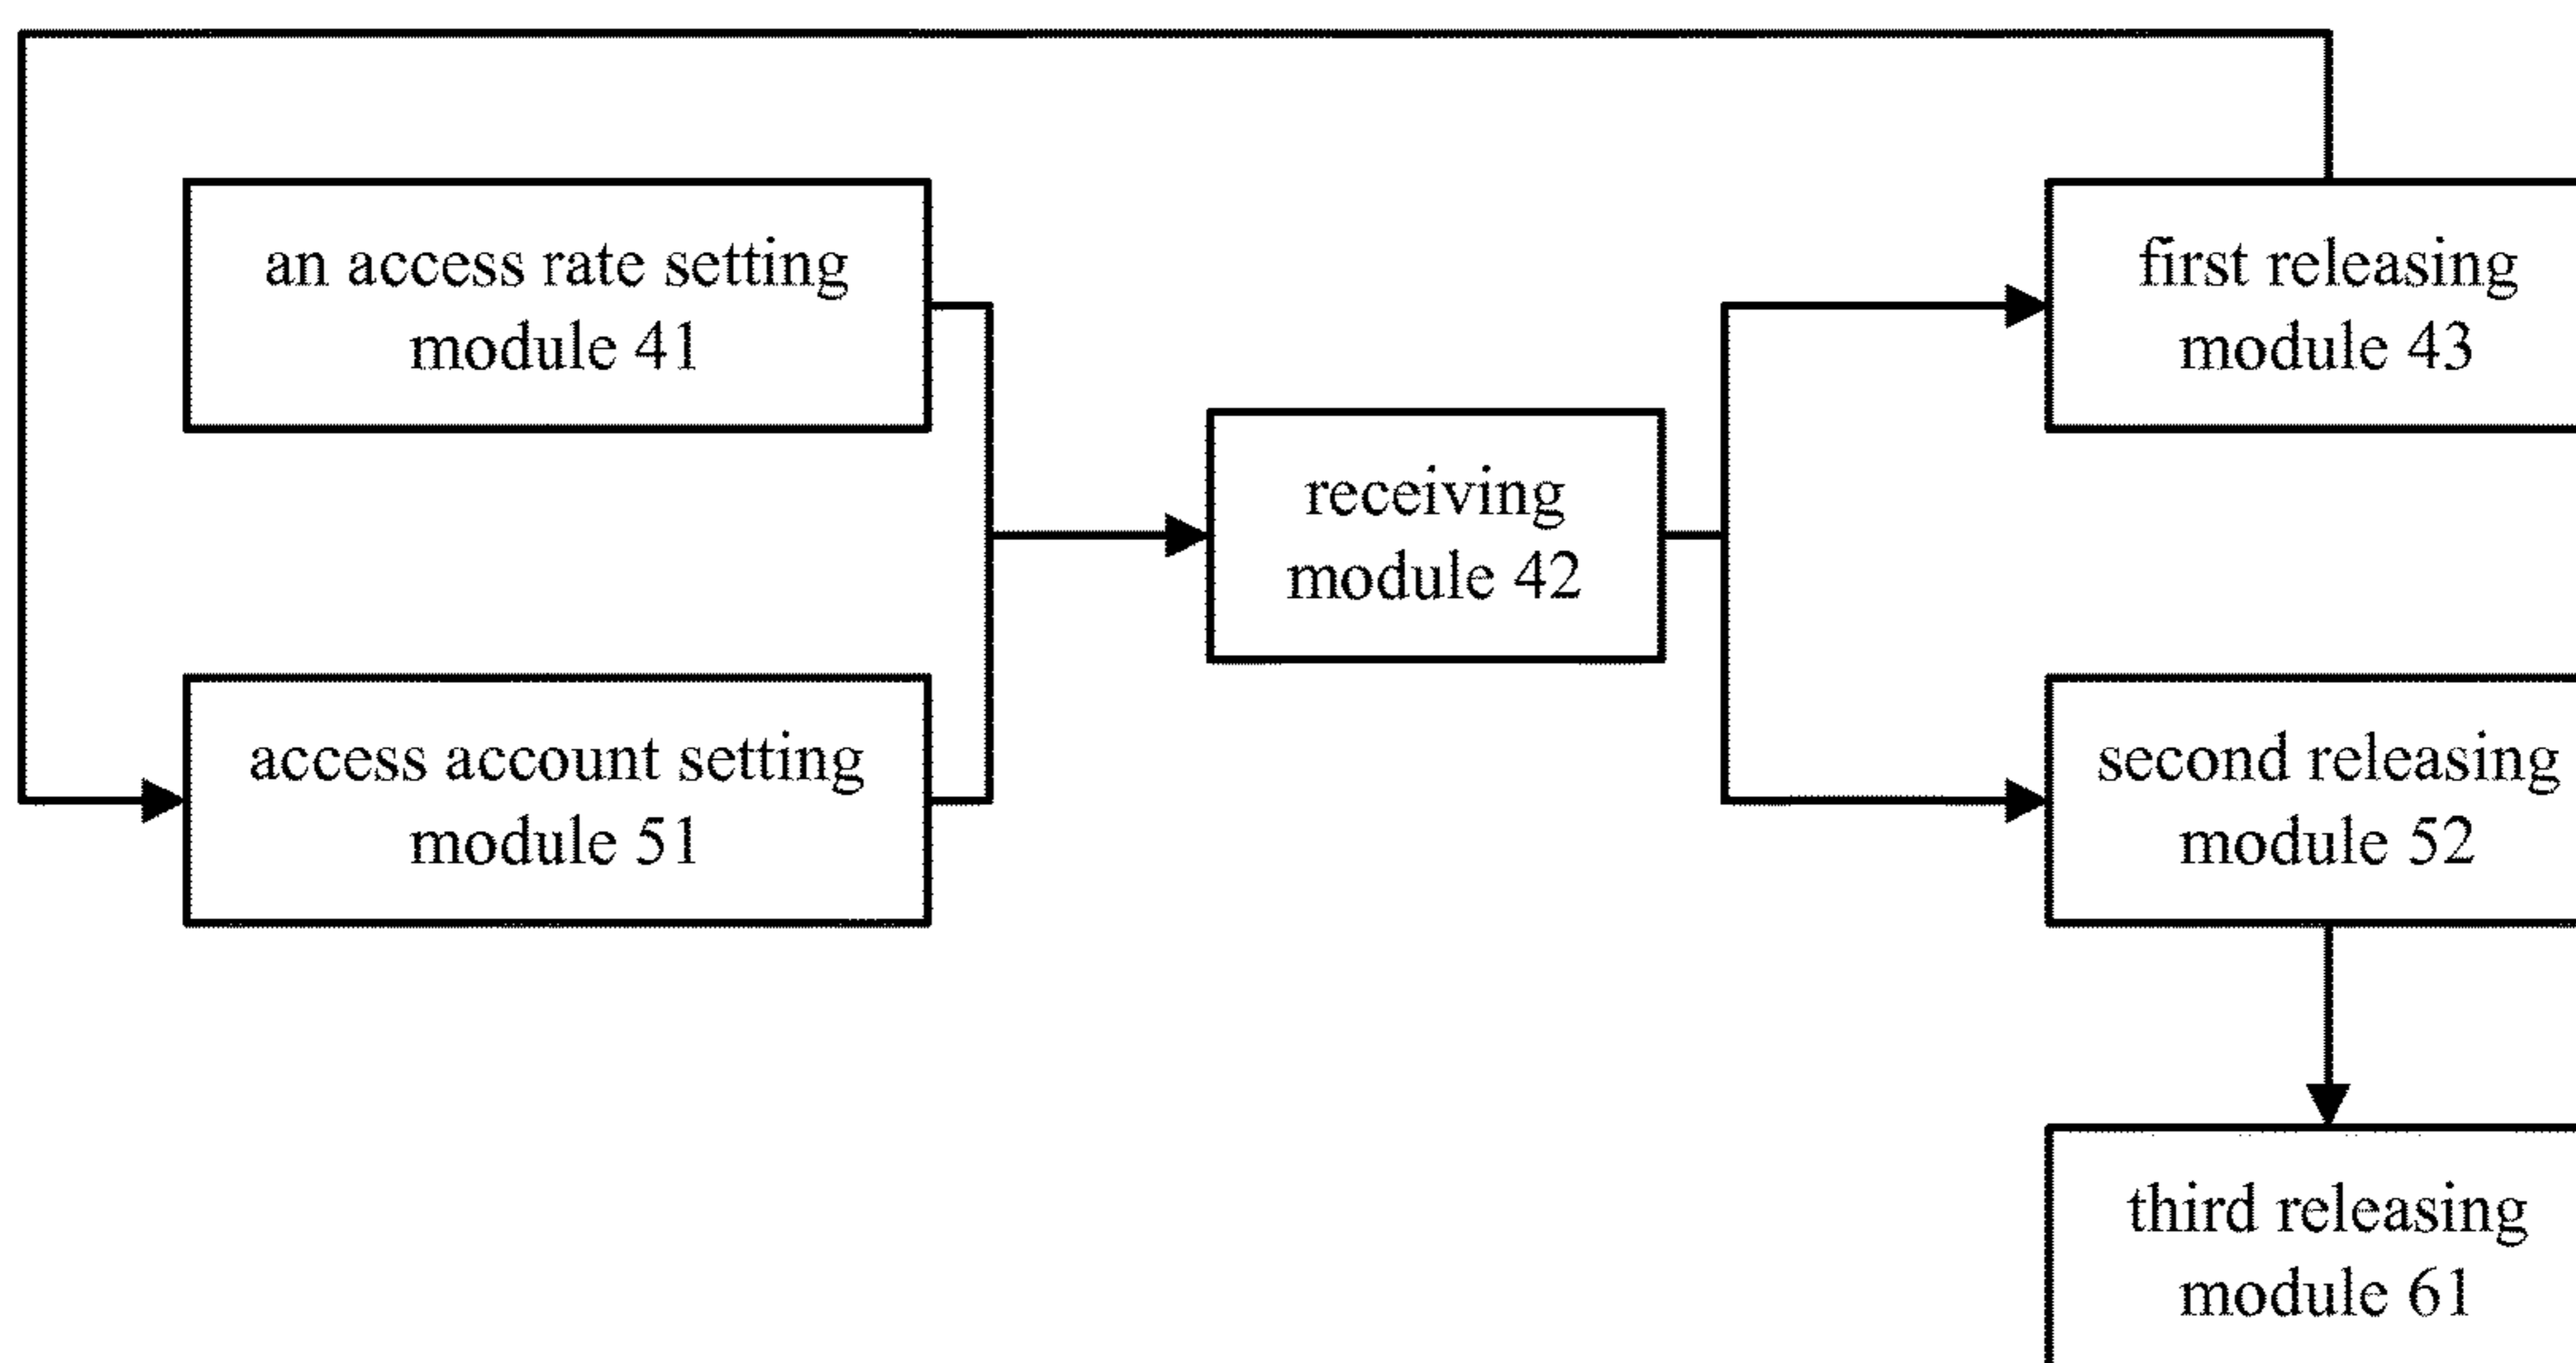 an access rate setting
module 41
first releasing
module 43
receiving
module 42
access account setting
module 51
second releasing
module 52
third releasing
module 61